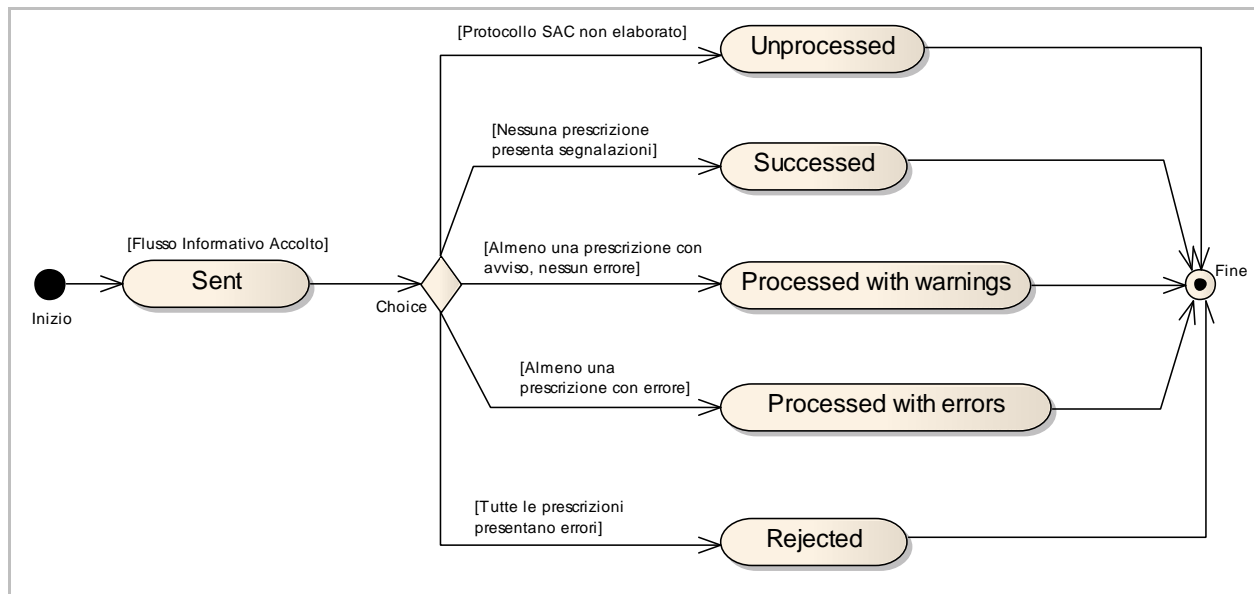 [Protocollo SAC non elaborato]
Unprocessed
[Nessuna prescrizione
presenta segnalazioni]
Successed
[Flusso Informativo Accolto]
[Almeno una prescrizione con
avviso, nessun errore]
Sent
Processed with warnings
Fine
Choice
Inizio
[Almeno una
prescrizione con errore]
Processed with errors
[Tutte le prescrizioni
presentano errori]
Rejected